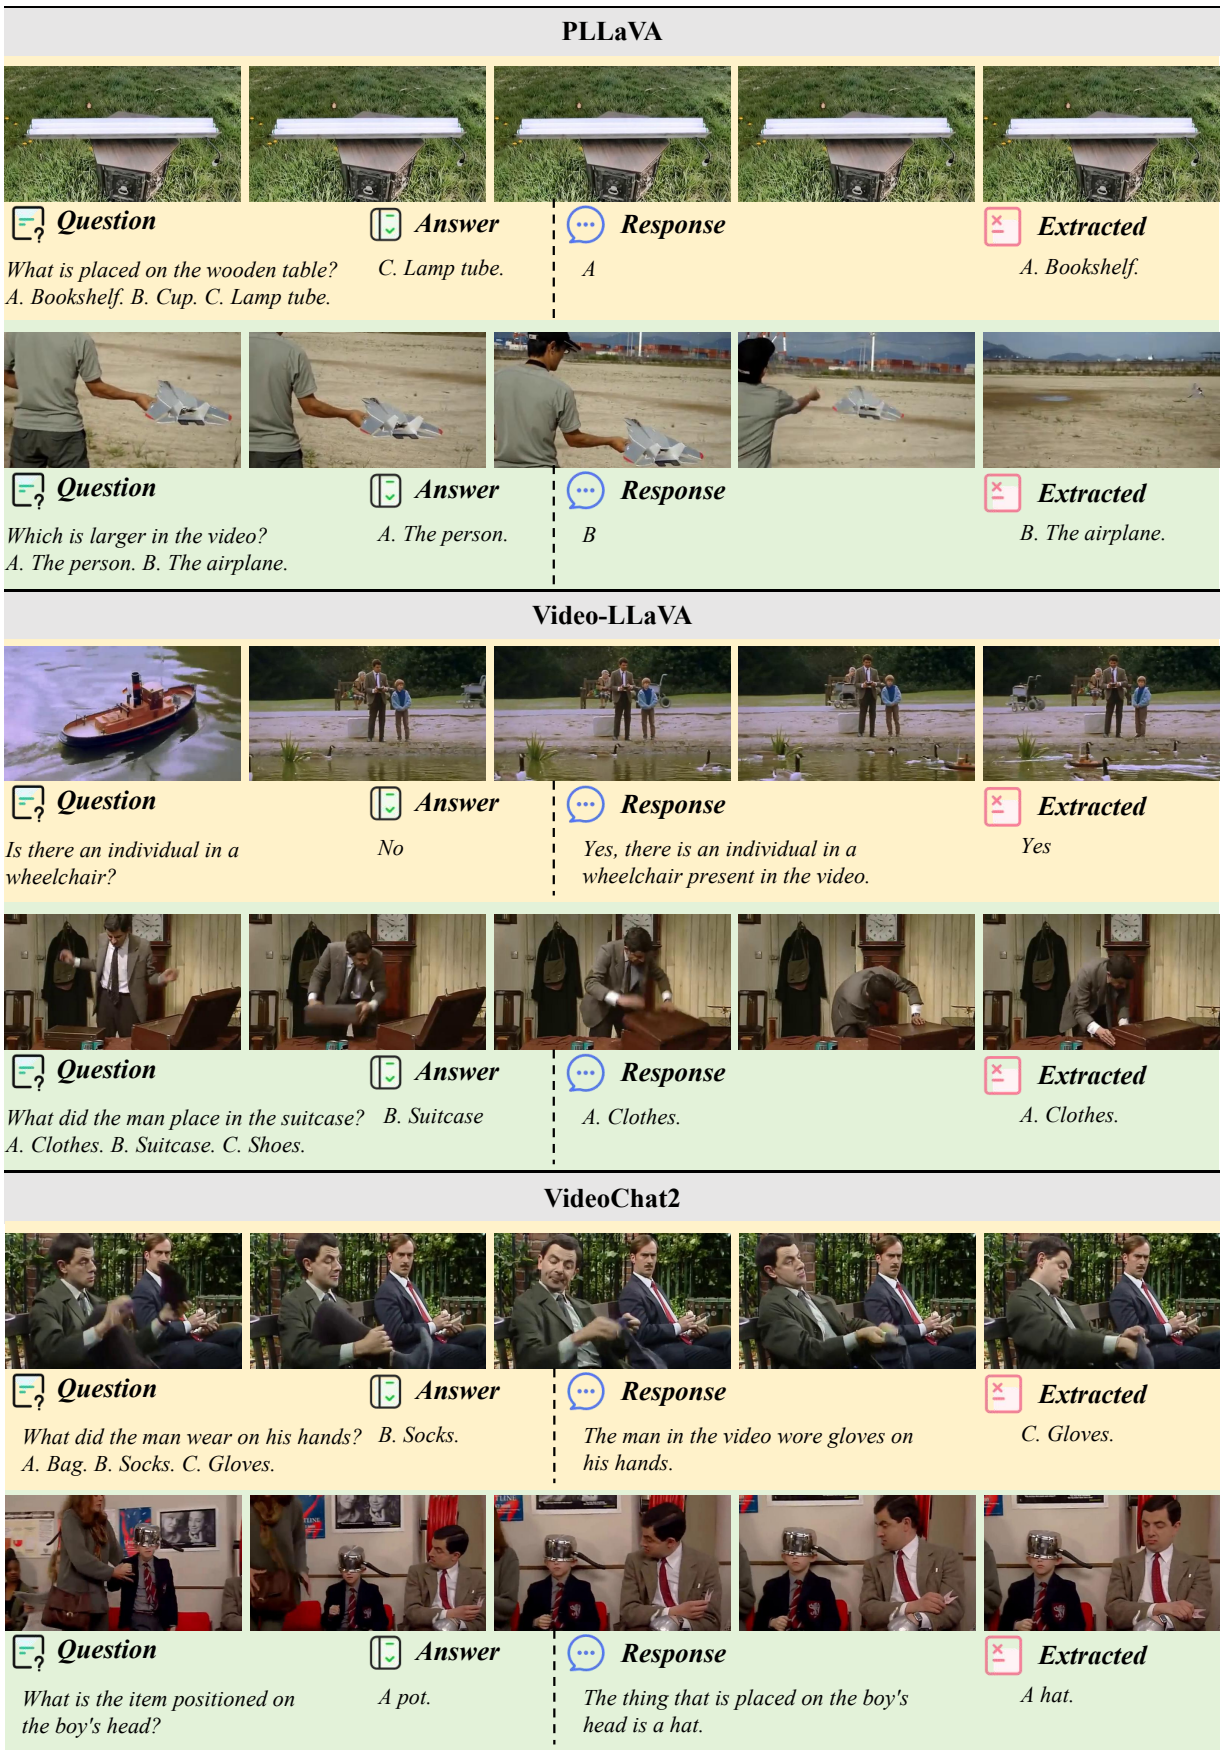 PLLaVA
Question Answer Response Extracted
What is placed on the wooden table? C. Lamp tube. A A. Bookshelf.
A. Bookshelf. B. Cup. C. Lamp tube.
Question Answer Response Extracted
Which is larger in the video? A. The person. B B. The airplane.
A. The person. B. The airplane.
Video-LLaVA
Question Answer Response Extracted
Is there an individual in a No Yes, there is an individual in a Yes
wheelchair? wheelchair present in the video.
Question Answer Response Extracted
What did the man place in the suitcase? B. Suitcase A. Clothes. A. Clothes.
A. Clothes. B. Suitcase. C. Shoes.
VideoChat2
Question Answer Response Extracted
What did the man wear on his hands? B. Socks. The man in the video wore gloves on C. Gloves.
A. Bag. B. Socks. C. Gloves. his hands.
Question Answer Response Extracted
What is the item positioned on A pot. The thing that is placed on the boy's A hat.
the boy's head? head is a hat.